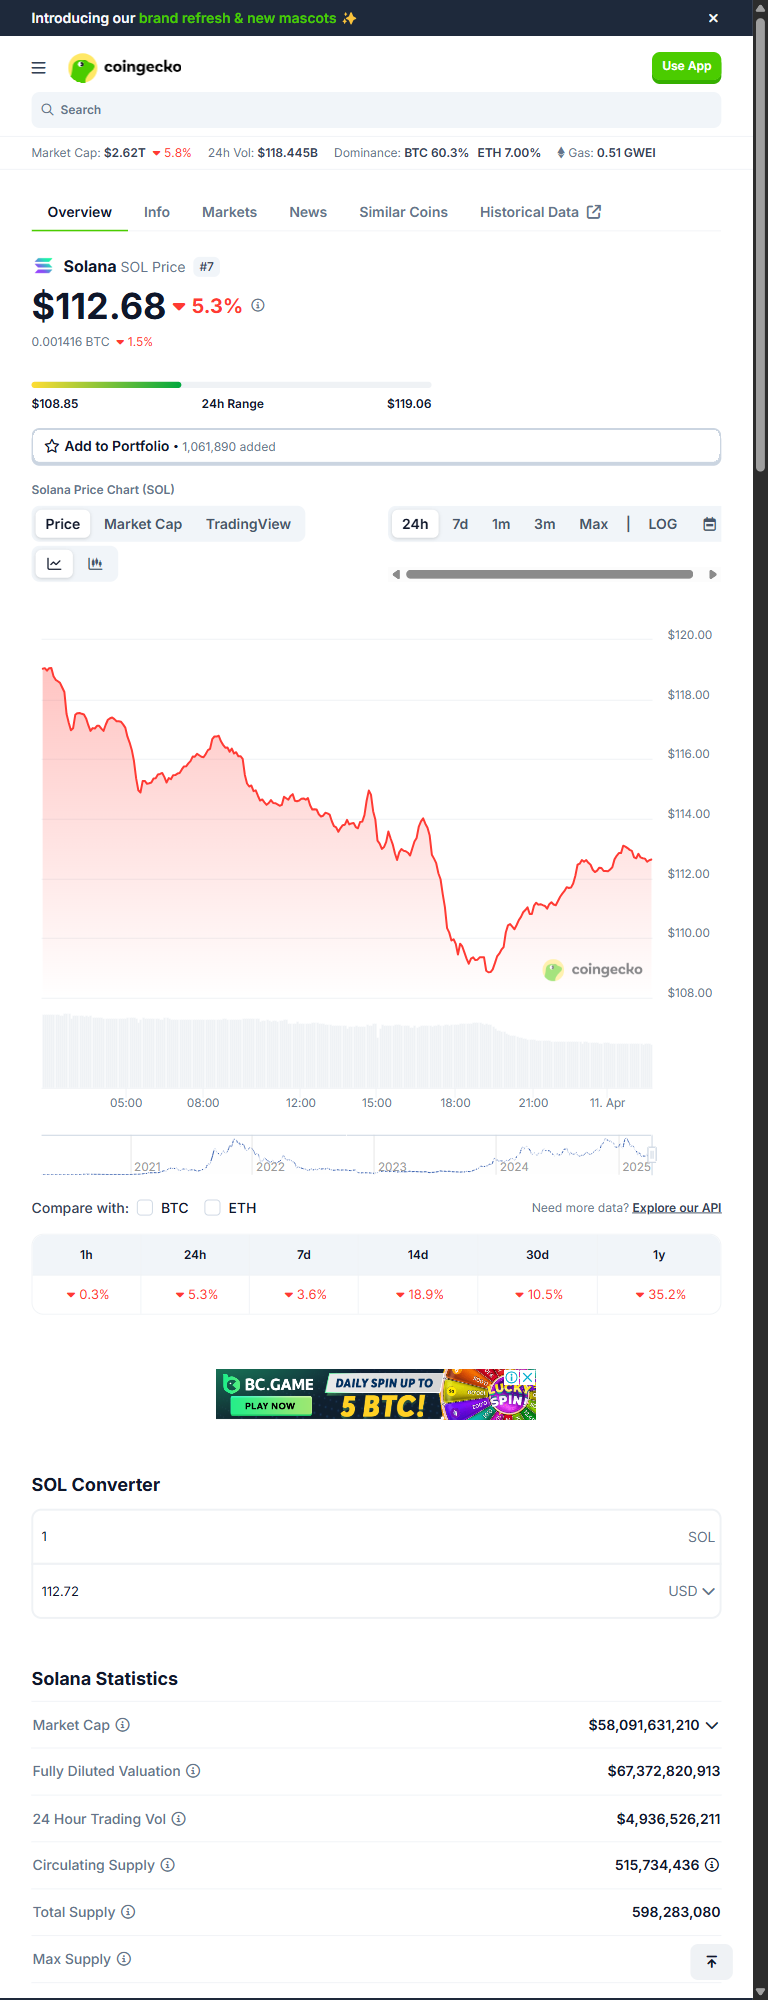 Introducing our brand refresh & new mascots ✨
coingecko
Use App
Search
Market Cap: $2.62T ▼ 5.8% 24h Vol: $118.445B Dominance: BTC 60.3% ETH 7.00% Gas: 0.51 GWEI
Overview Info Markets News Similar Coins Historical Data
Solana SOL Price #7
$112.68 ▼ 5.3%
0.001416 BTC ▼ 1.5%
$108.85 24h Range $119.06
Add to Portfolio • 1,061,890 added
Solana Price Chart (SOL)
Price Market Cap TradingView 24h 7d 1m 3m Max | LOG
$120.00
$118.00
$116.00
$114.00
$112.00
$110.00
coingecko
$108.00
05:00 08:00 12:00 15:00 18:00 21:00 11. Apr
2021 2022 2023 2024 2025
Compare with: BTC ETH Need more data? Explore our API
1h 24h 7d 14d 30d 1y
▼ 0.3% ▼ 5.3% ▼ 3.6% ▼ 18.9% ▼ 10.5% ▼ 35.2%
BC.GAME DAILY SPIN UP TO
PLAY NOW 5 BTC! LUCKY SPIN!
SOL Converter
1 SOL
112.72 USD
Solana Statistics
Market Cap $58,091,631,210
Fully Diluted Valuation $67,372,820,913
24 Hour Trading Vol $4,936,526,211
Circulating Supply 515,734,436
Total Supply 598,283,080
Max Supply